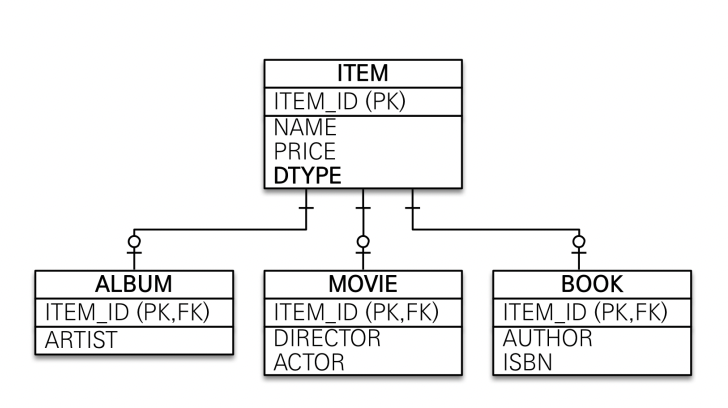 ITEM
ITEM_ID (PK)
NAME
PRICE
DTYPE
ALBUM
ITEM_ID (PK,FK)
ARTIST
MOVIE
ITEM_ID (PK,FK)
DIRECTOR
ACTOR
BOOK
ITEM_ID (PK,FK)
AUTHOR
ISBN